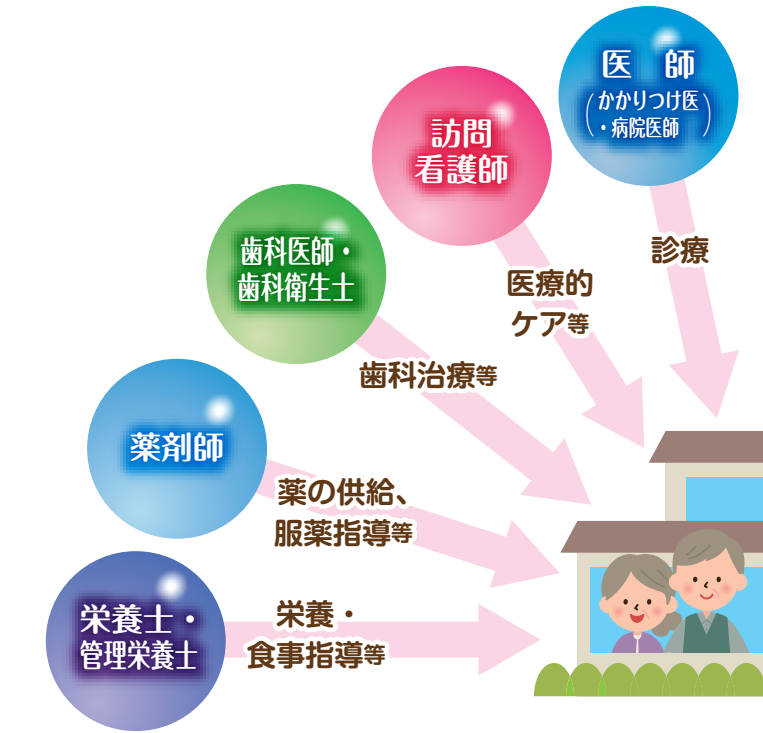 医　師
（かかりつけ医
・病院医師）
診療
訪問
看護師
医療的
ケア等
歯科医師・
歯科衛生士
歯科治療等
薬剤師
薬の供給、
服薬指導等
栄養士・
管理栄養士
栄養・
食事指導等